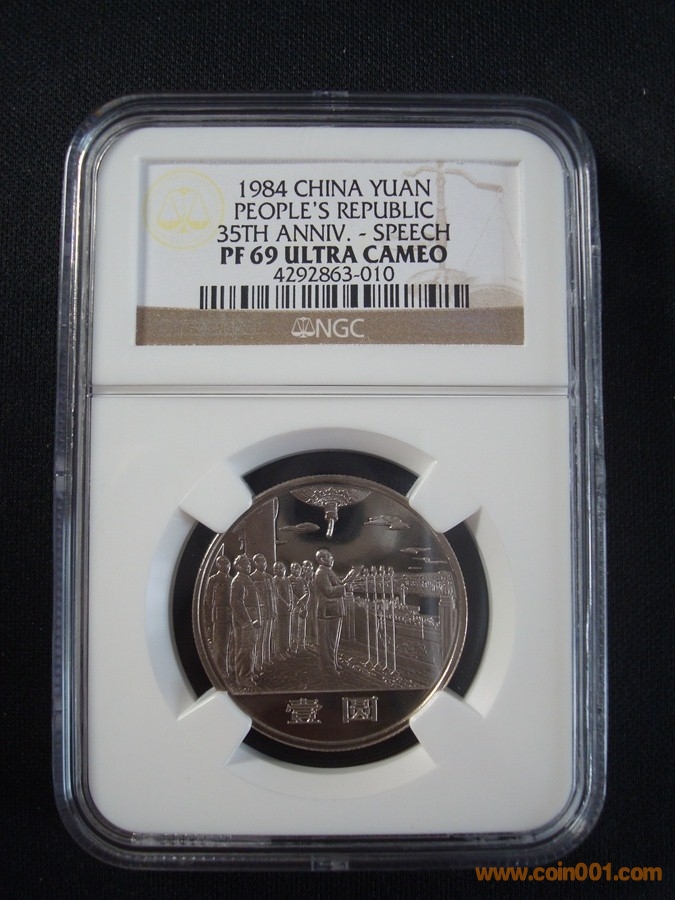 1984 CHINA YUAN
PEOPLE'S REPUBLIC
35TH ANNIV. - SPEECH
PF 69 ULTRA CAMEO
4292863-010
NGC
壹圆
www.coin001.com